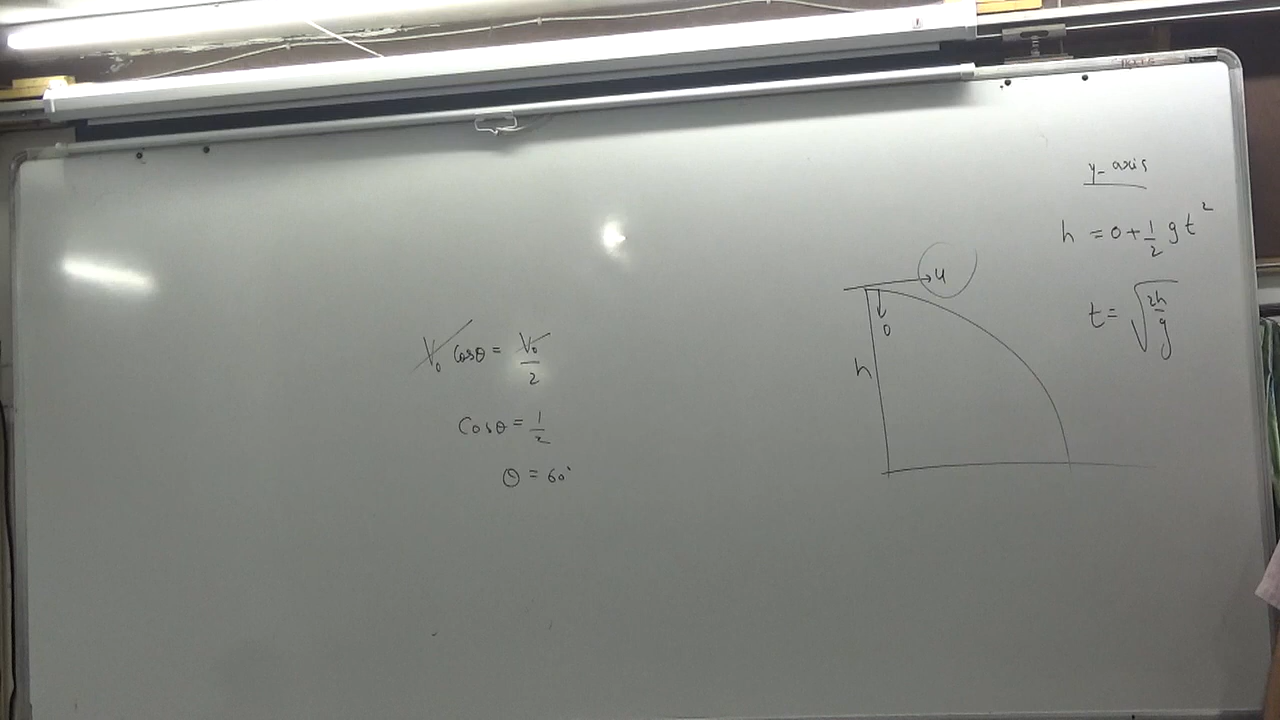 V₀ cosθ = V₀/2
cosθ = 1/2
θ = 60°
u
0
h
y-axis
h = 0 + 1/2 g t²
t = √(2h/g)